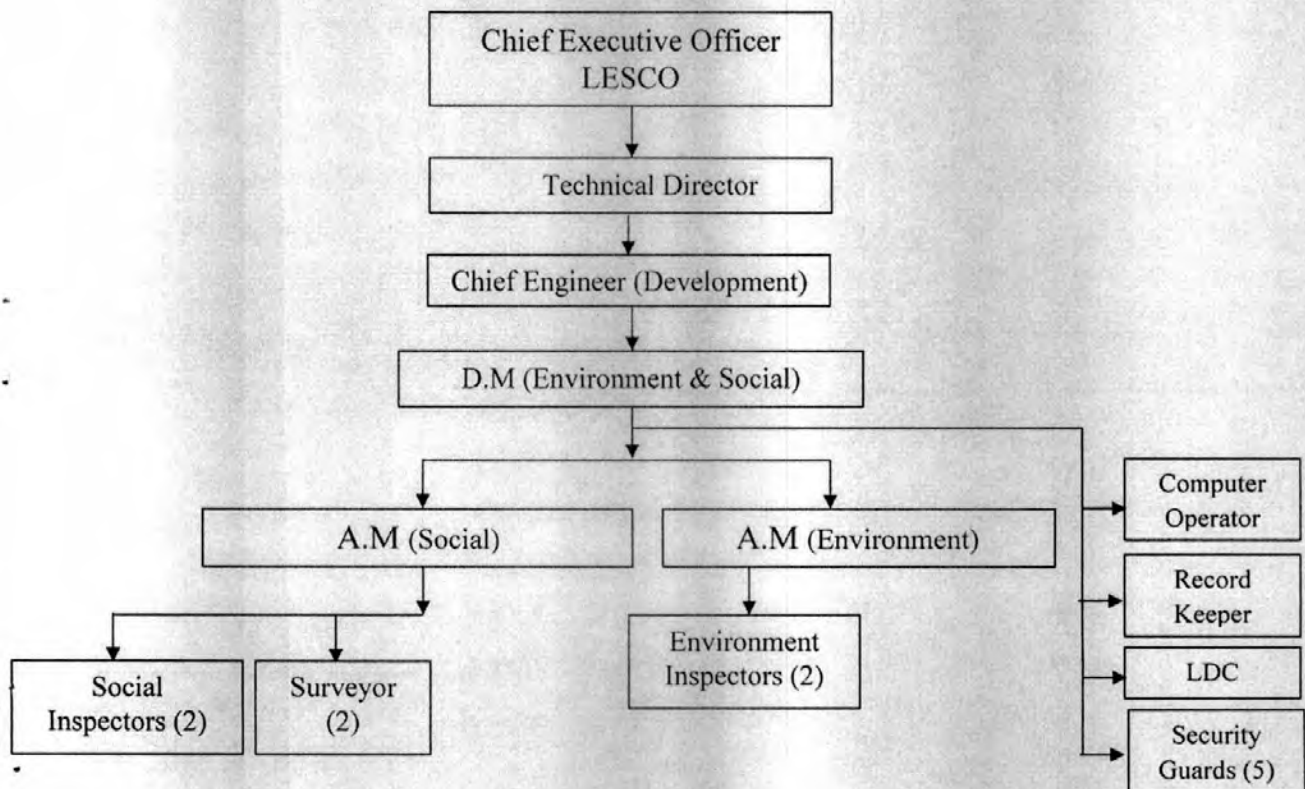 Chief Executive Officer
LESCO
Technical Director
Chief Engineer (Development)
D.M (Environment & Social)
A.M (Social)
A.M (Environment)
Computer
Operator
Record
Keeper
LDC
Security
Guards (5)
Social
Inspectors (2)
Surveyor
(2)
Environment
Inspectors (2)